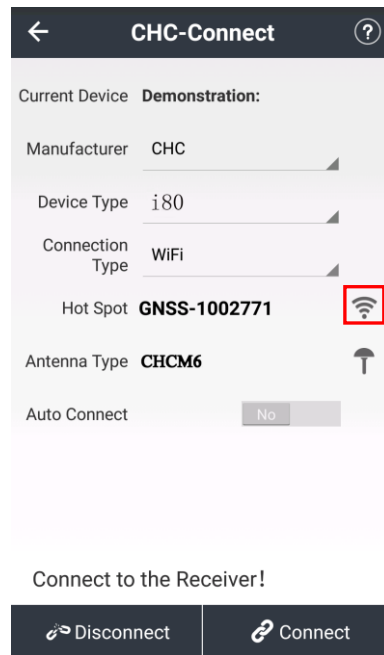 CHC-Connect ?
Current Device Demonstration:
Manufacturer CHC
Device Type i80
Connection Type WiFi
Hot Spot GNSS-1002771
Antenna Type CHCM6
Auto Connect No
Connect to the Receiver!
Disconnect Connect